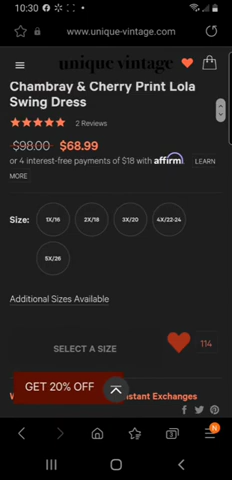 10:30
www.unique-vintage.com
unique vintage
Chambray & Cherry Print Lola
Swing Dress
2 Reviews
$98.00 $68.99
or 4 interest-free payments of $18 with affirm LEARN
MORE
Size: 1X/16 2X/18 3X/20 4X/22-24
5X/26
Additional Sizes Available
SELECT A SIZE 114
GET 20% OFF
Instant Exchanges
3 N